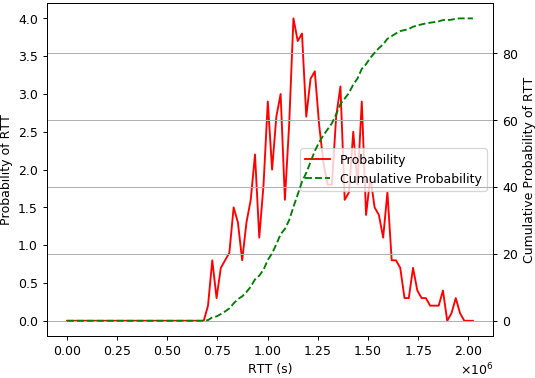 4.0
3.5
3.0
2.5
2.0
1.5
1.0
0.5
0.0
Probability of RTT
80
60
40
20
0
Cumulative Probability of RTT
Probability
Cumulative Probability
0.00 0.25 0.50 0.75 1.00 1.25 1.50 1.75 2.00
×10⁶
RTT (s)